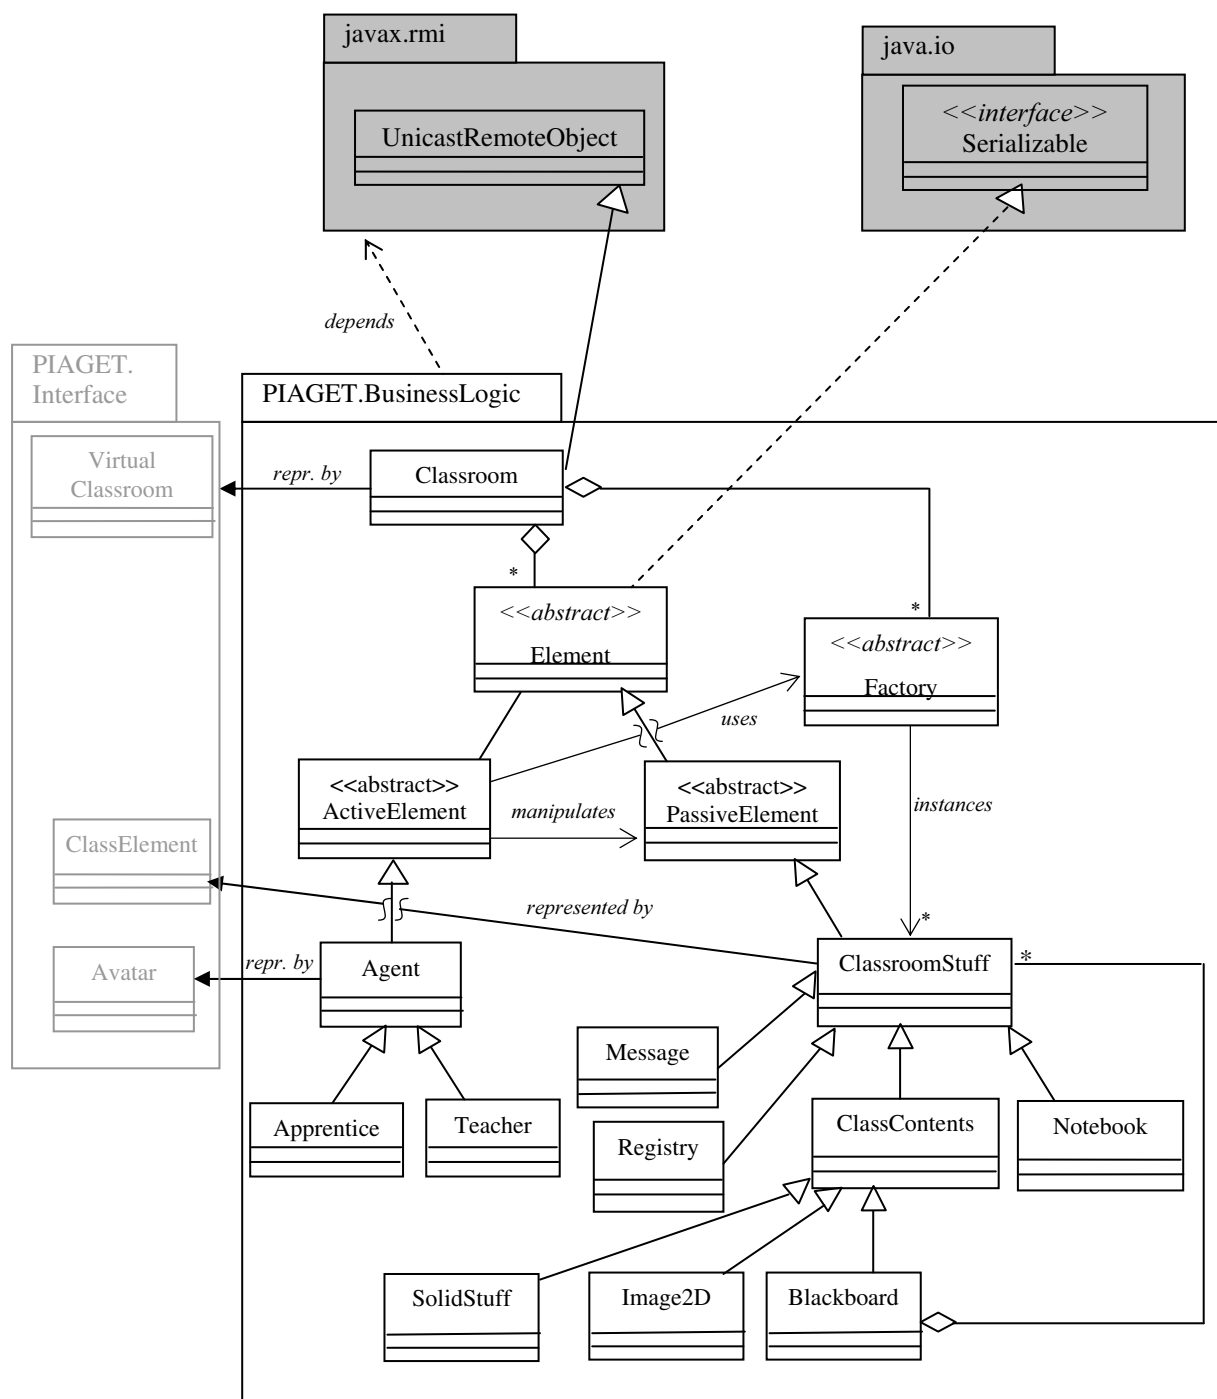 javax.rmi
java.io
<<interface>>
Serializable
UnicastRemoteObject
depends
PIAGET.
Interface
PIAGET.BusinessLogic
Virtual
Classroom
repr. by
Classroom
*
*
<<abstract>>
Element
<<abstract>>
Factory
uses
<<abstract>>
ActiveElement
manipulates
<<abstract>>
PassiveElement
instances
ClassElement
represented by
*
Avatar
repr. by
Agent
ClassroomStuff
*
Message
Apprentice
Teacher
Registry
ClassContents
Notebook
SolidStuff
Image2D
Blackboard